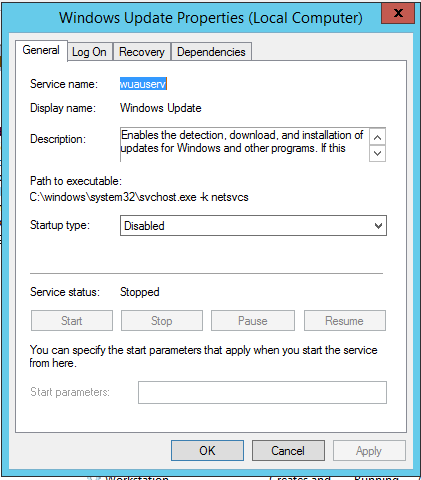 Windows Update Properties (Local Computer)
x
General Log On Recovery Dependencies
Service name: wuauserv
Display name: Windows Update
Description: Enables the detection, download, and installation of
updates for Windows and other programs. If this
Path to executable:
C:\windows\system32\svchost.exe -k netsvcs
Startup type: Disabled
Service status: Stopped
Start Stop Pause Resume
You can specify the start parameters that apply when you start the service
from here.
Start parameters:
OK Cancel Apply